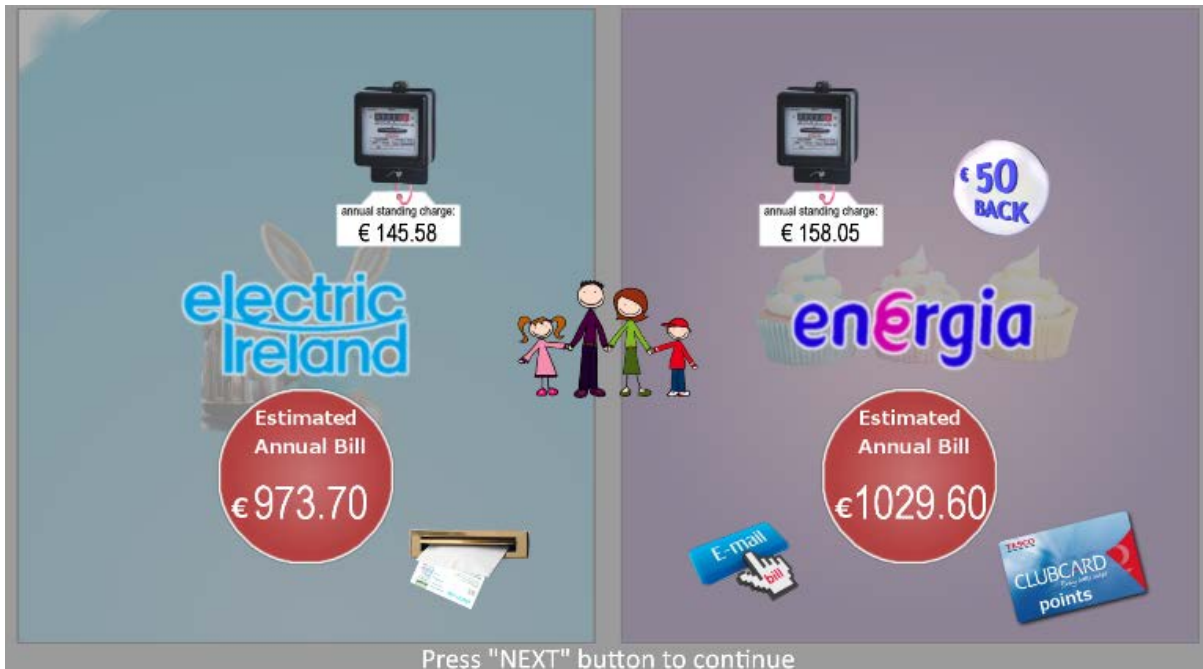 annual standing charge:
€ 145.58
electric
Ireland
Estimated
Annual Bill
€ 973.70
annual standing charge:
€ 158.05
€ 50
BACK
energia
Estimated
Annual Bill
€ 1029.60
E-mail
bill
TESCO
CLUBCARD
points
Press "NEXT" button to continue